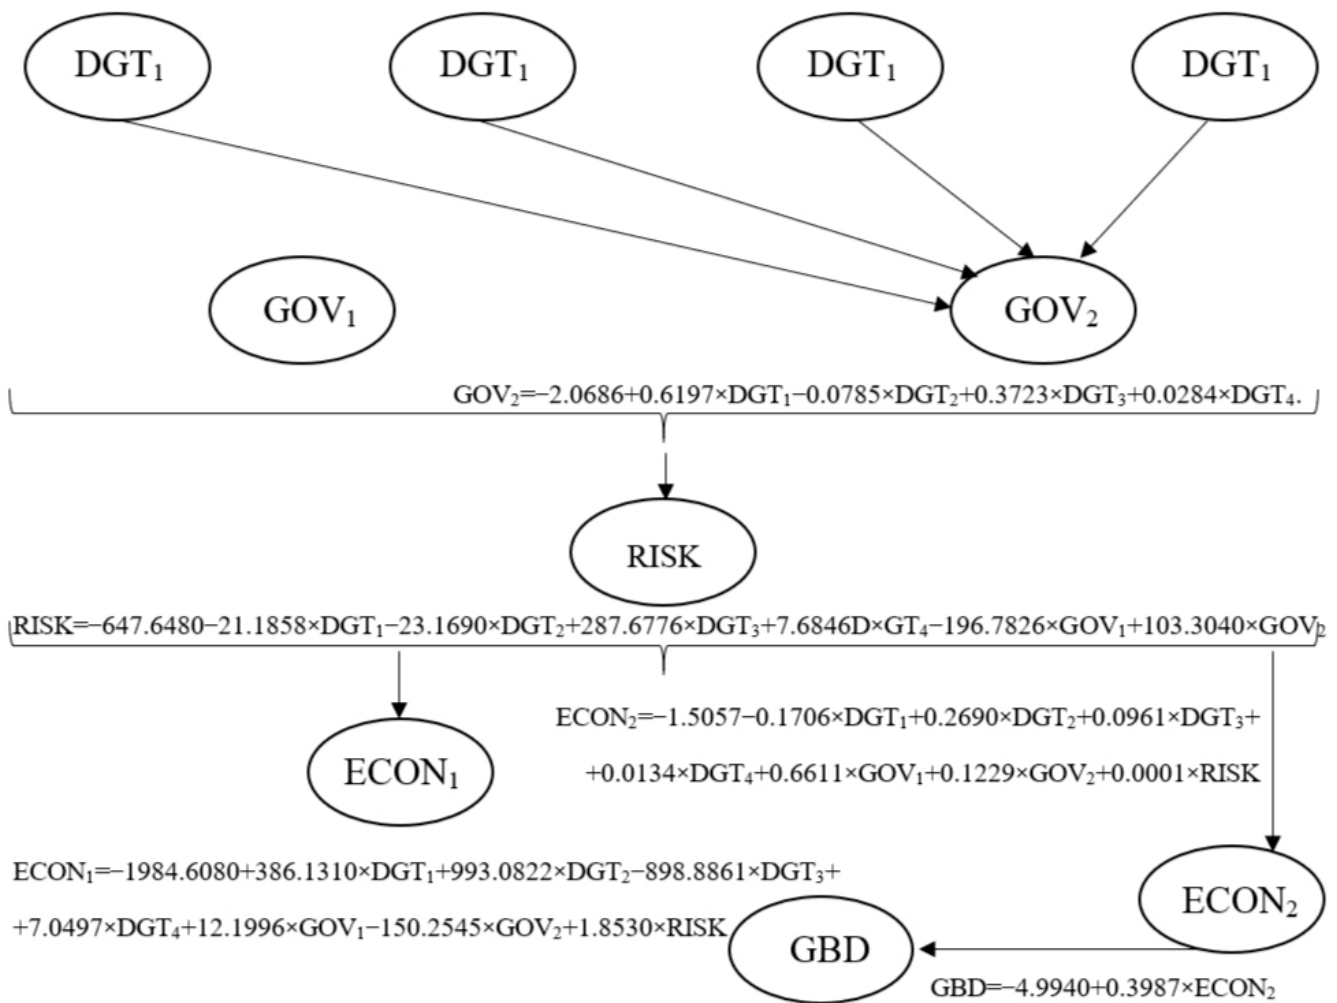 DGT₁ DGT₁ DGT₁ DGT₁
GOV₁ GOV₂
GOV₂=−2.0686+0.6197×DGT₁−0.0785×DGT₂+0.3723×DGT₃+0.0284×DGT₄.
RISK
RISK=−647.6480−21.1858×DGT₁−23.1690×DGT₂+287.6776×DGT₃+7.6846D×GT₄−196.7826×GOV₁+103.3040×GOV₂
ECON₂=−1.5057−0.1706×DGT₁+0.2690×DGT₂+0.0961×DGT₃+
+0.0134×DGT₄+0.6611×GOV₁+0.1229×GOV₂+0.0001×RISK
ECON₁
ECON₁=−1984.6080+386.1310×DGT₁+993.0822×DGT₂−898.8861×DGT₃+
+7.0497×DGT₄+12.1996×GOV₁−150.2545×GOV₂+1.8530×RISK
ECON₂
GBD
GBD=−4.9940+0.3987×ECON₂